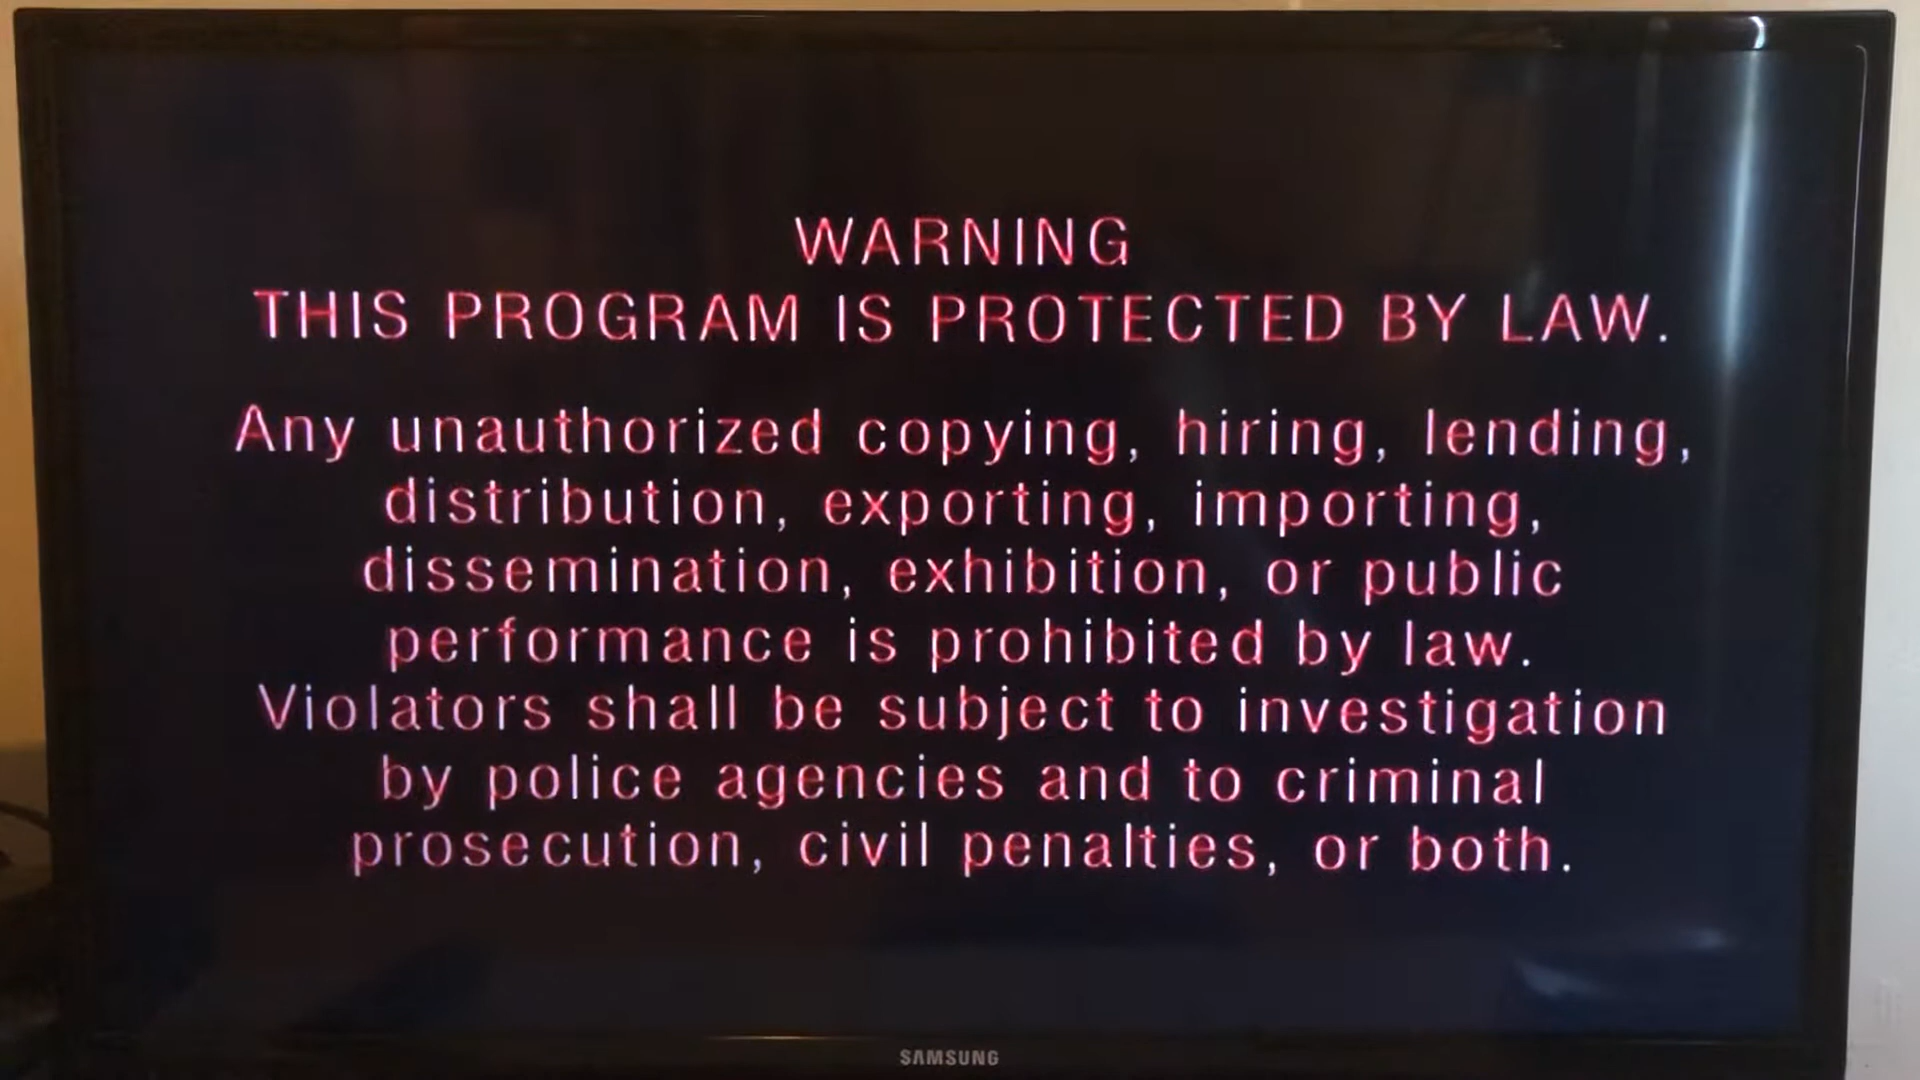 WARNING
THIS PROGRAM IS PROTECTED BY LAW.
Any unauthorized copying, hiring, lending,
distribution, exporting, importing,
dissemination, exhibition, or public
performance is prohibited by law.
Violators shall be subject to investigation
by police agencies and to criminal
prosecution, civil penalties, or both.
SAMSUNG